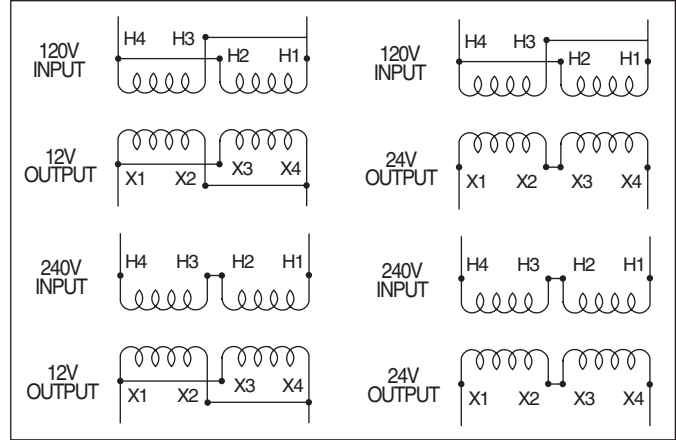 H4 H3 H2 H1
120V
INPUT
12V
OUTPUT
X1 X2 X3 X4
H4 H3 H2 H1
120V
INPUT
24V
OUTPUT
X1 X2 X3 X4
H4 H3 H2 H1
240V
INPUT
12V
OUTPUT
X1 X2 X3 X4
H4 H3 H2 H1
240V
INPUT
24V
OUTPUT
X1 X2 X3 X4